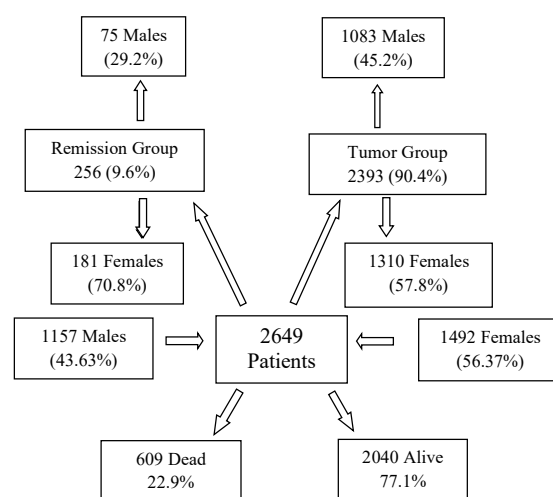 75 Males
(29.2%)
1083 Males
(45.2%)
Remission Group
256 (9.6%)
Tumor Group
2393 (90.4%)
181 Females
(70.8%)
1310 Females
(57.8%)
1157 Males
(43.63%)
2649
Patients
1492 Females
(56.37%)
609 Dead
22.9%
2040 Alive
77.1%